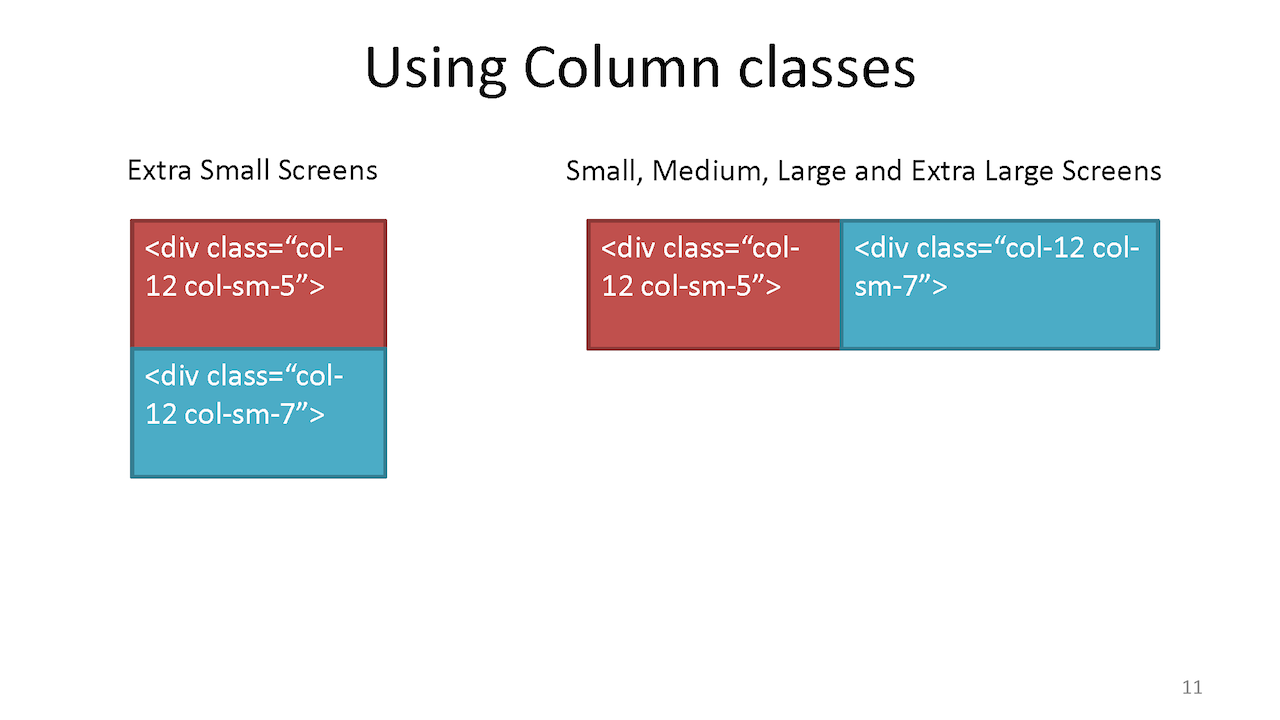 Using Column classes
Extra Small Screens
<div class=“col-
12 col-sm-5”>
<div class=“col-
12 col-sm-7”>
Small, Medium, Large and Extra Large Screens
<div class=“col-
12 col-sm-5”>
<div class=“col-12 col-
sm-7”>
11